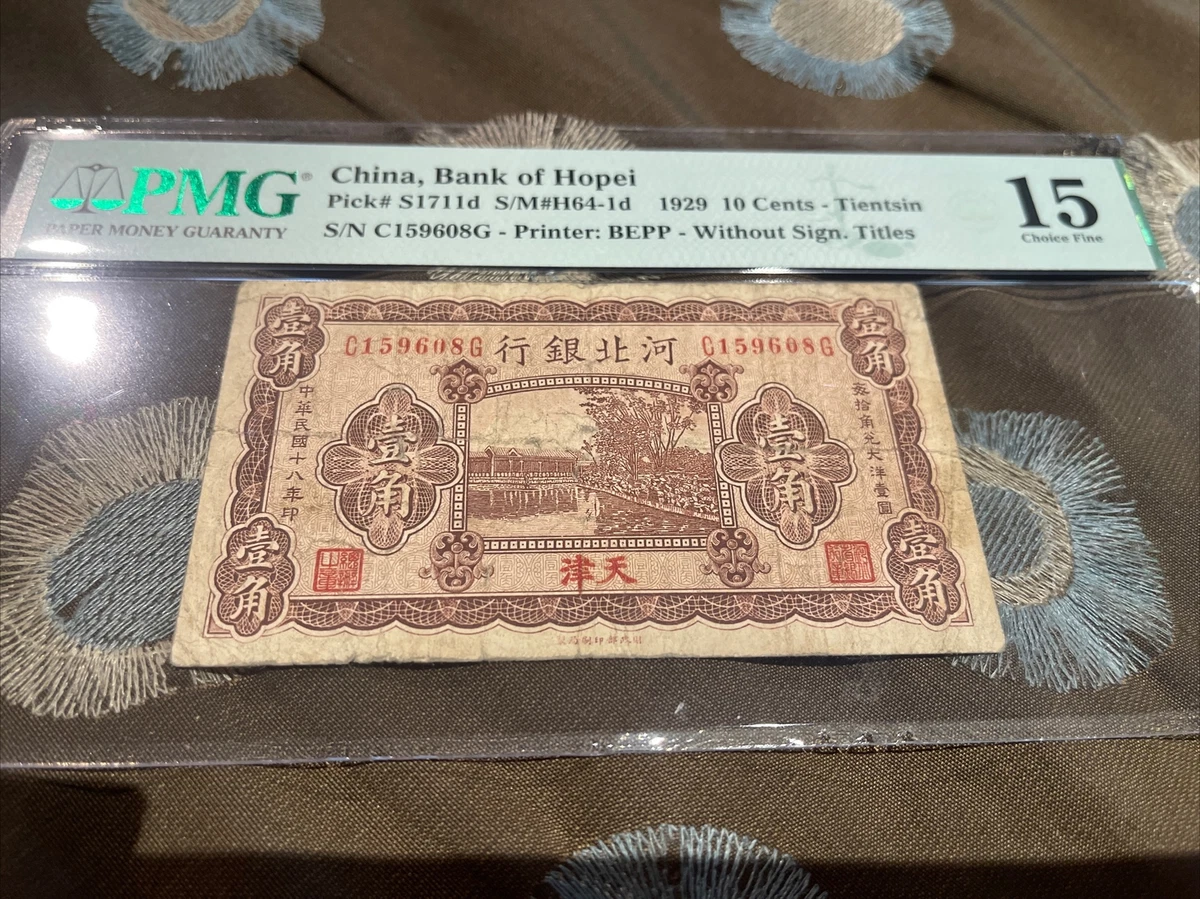 PMG®
PAPER MONEY GUARANTY
China, Bank of Hopei
Pick# S1711d S/M#H64-1d 1929 10 Cents - Tientsin
S/N C159608G - Printer: BEPP - Without Sign. Titles
15
Choice Fine
壹角
壹角
C159608G
行銀北河
C159608G
中華民國十八年印
壹角
壹角
每拾角兌大洋壹圓
津天
壹角
壹角